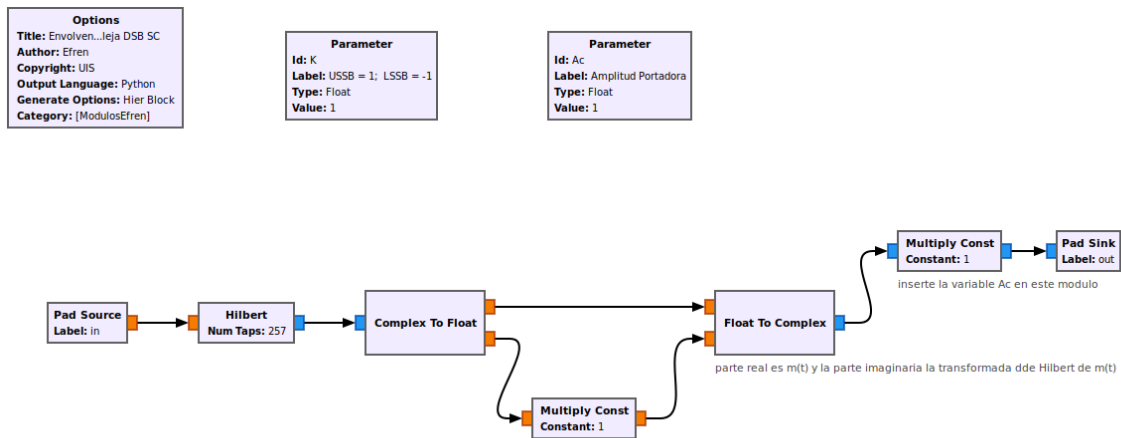 Options
Title: Envolven...leja DSB SC
Author: Efren
Copyright: UIS
Output Language: Python
Generate Options: Hier Block
Category: [ModulosEfren]
Parameter
Id: K
Label: USSB = 1; LSSB = -1
Type: Float
Value: 1
Parameter
Id: Ac
Label: Amplitud Portadora
Type: Float
Value: 1
Multiply Const
Constant: 1
Pad Sink
Label: out
inserte la variable Ac en este modulo
Pad Source
Label: in
Hilbert
Num Taps: 257
Complex To Float
Float To Complex
parte real es m(t) y la parte imaginaria la transformada dde Hilbert de m(t)
Multiply Const
Constant: 1